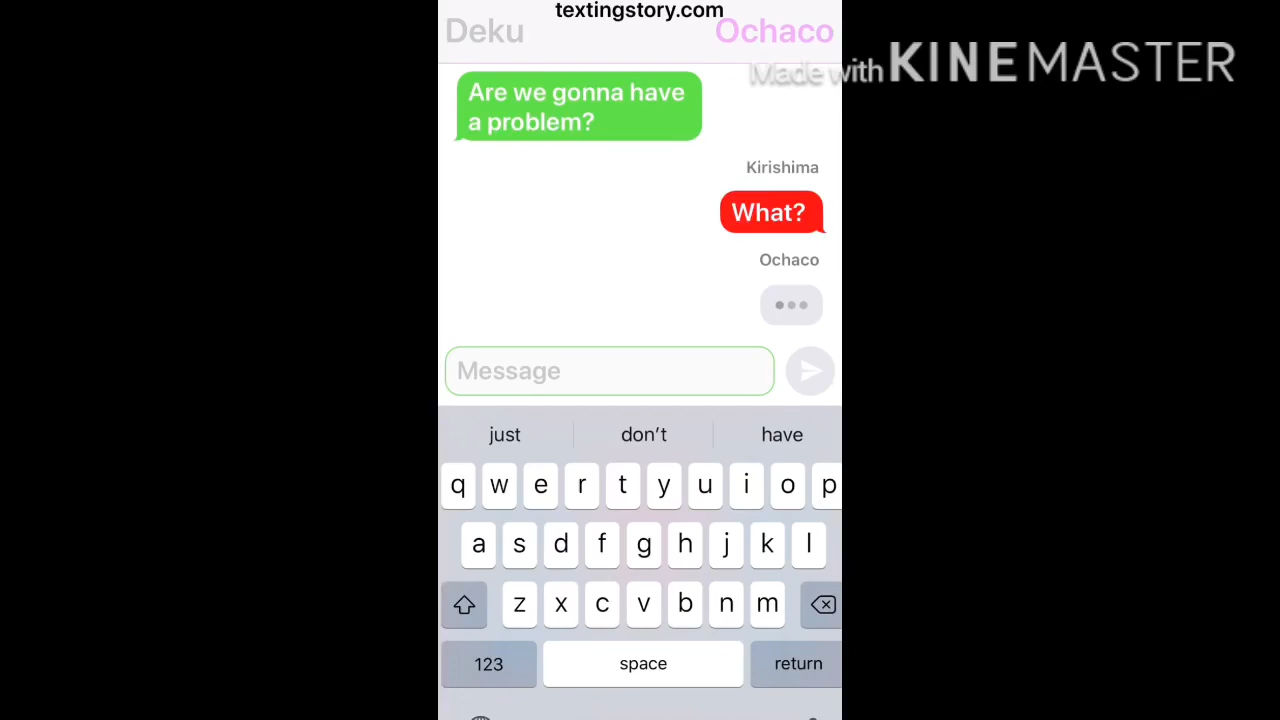 textingstory.com
Deku Ochaco
Made with KINEMASTER
Are we gonna have
a problem?
Kirishima
What?
Ochaco
Message
just don’t have
q w e r t y u i o p
a s d f g h j k l
z x c v b n m
123 space return